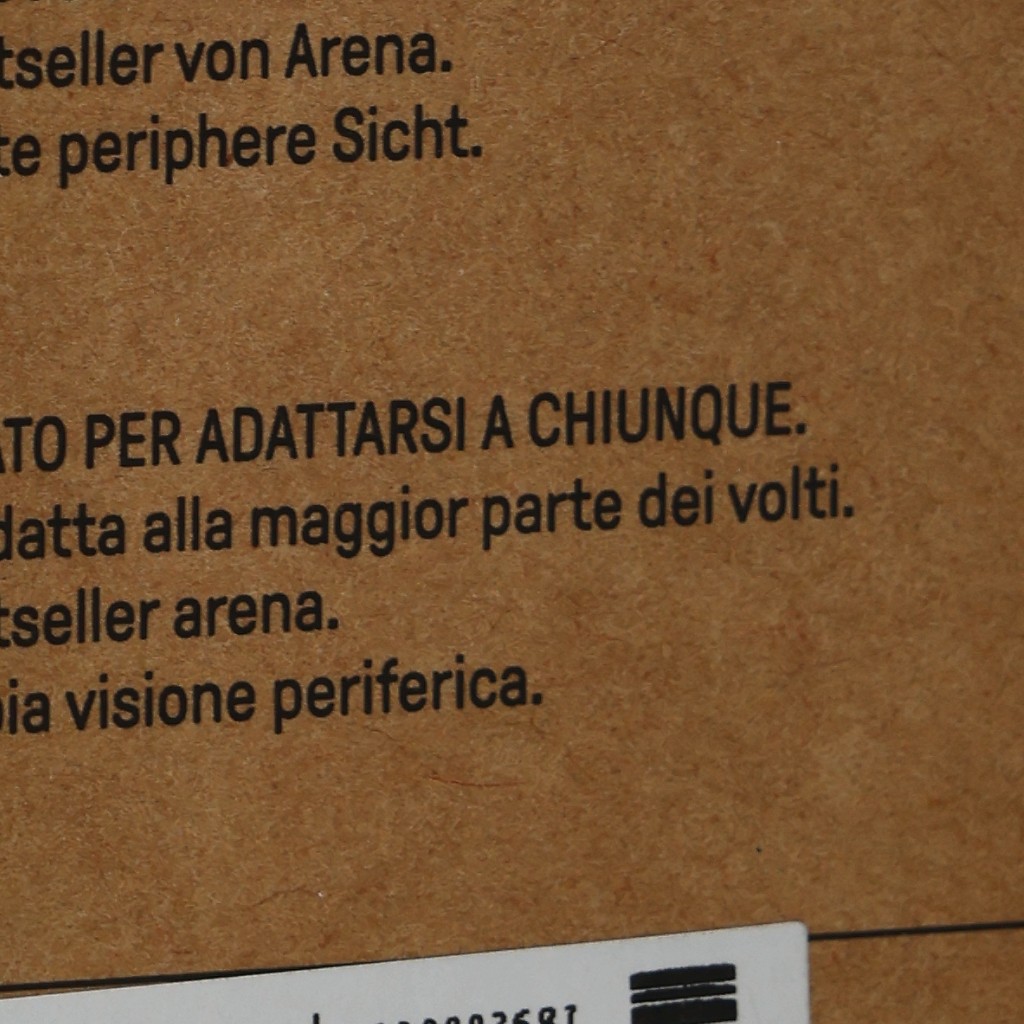 tseller von Arena.
te periphere Sicht.
ATO PER ADATTARSI A CHIUNQUE.
datta alla maggior parte dei volti.
tseller arena.
pia visione periferica.